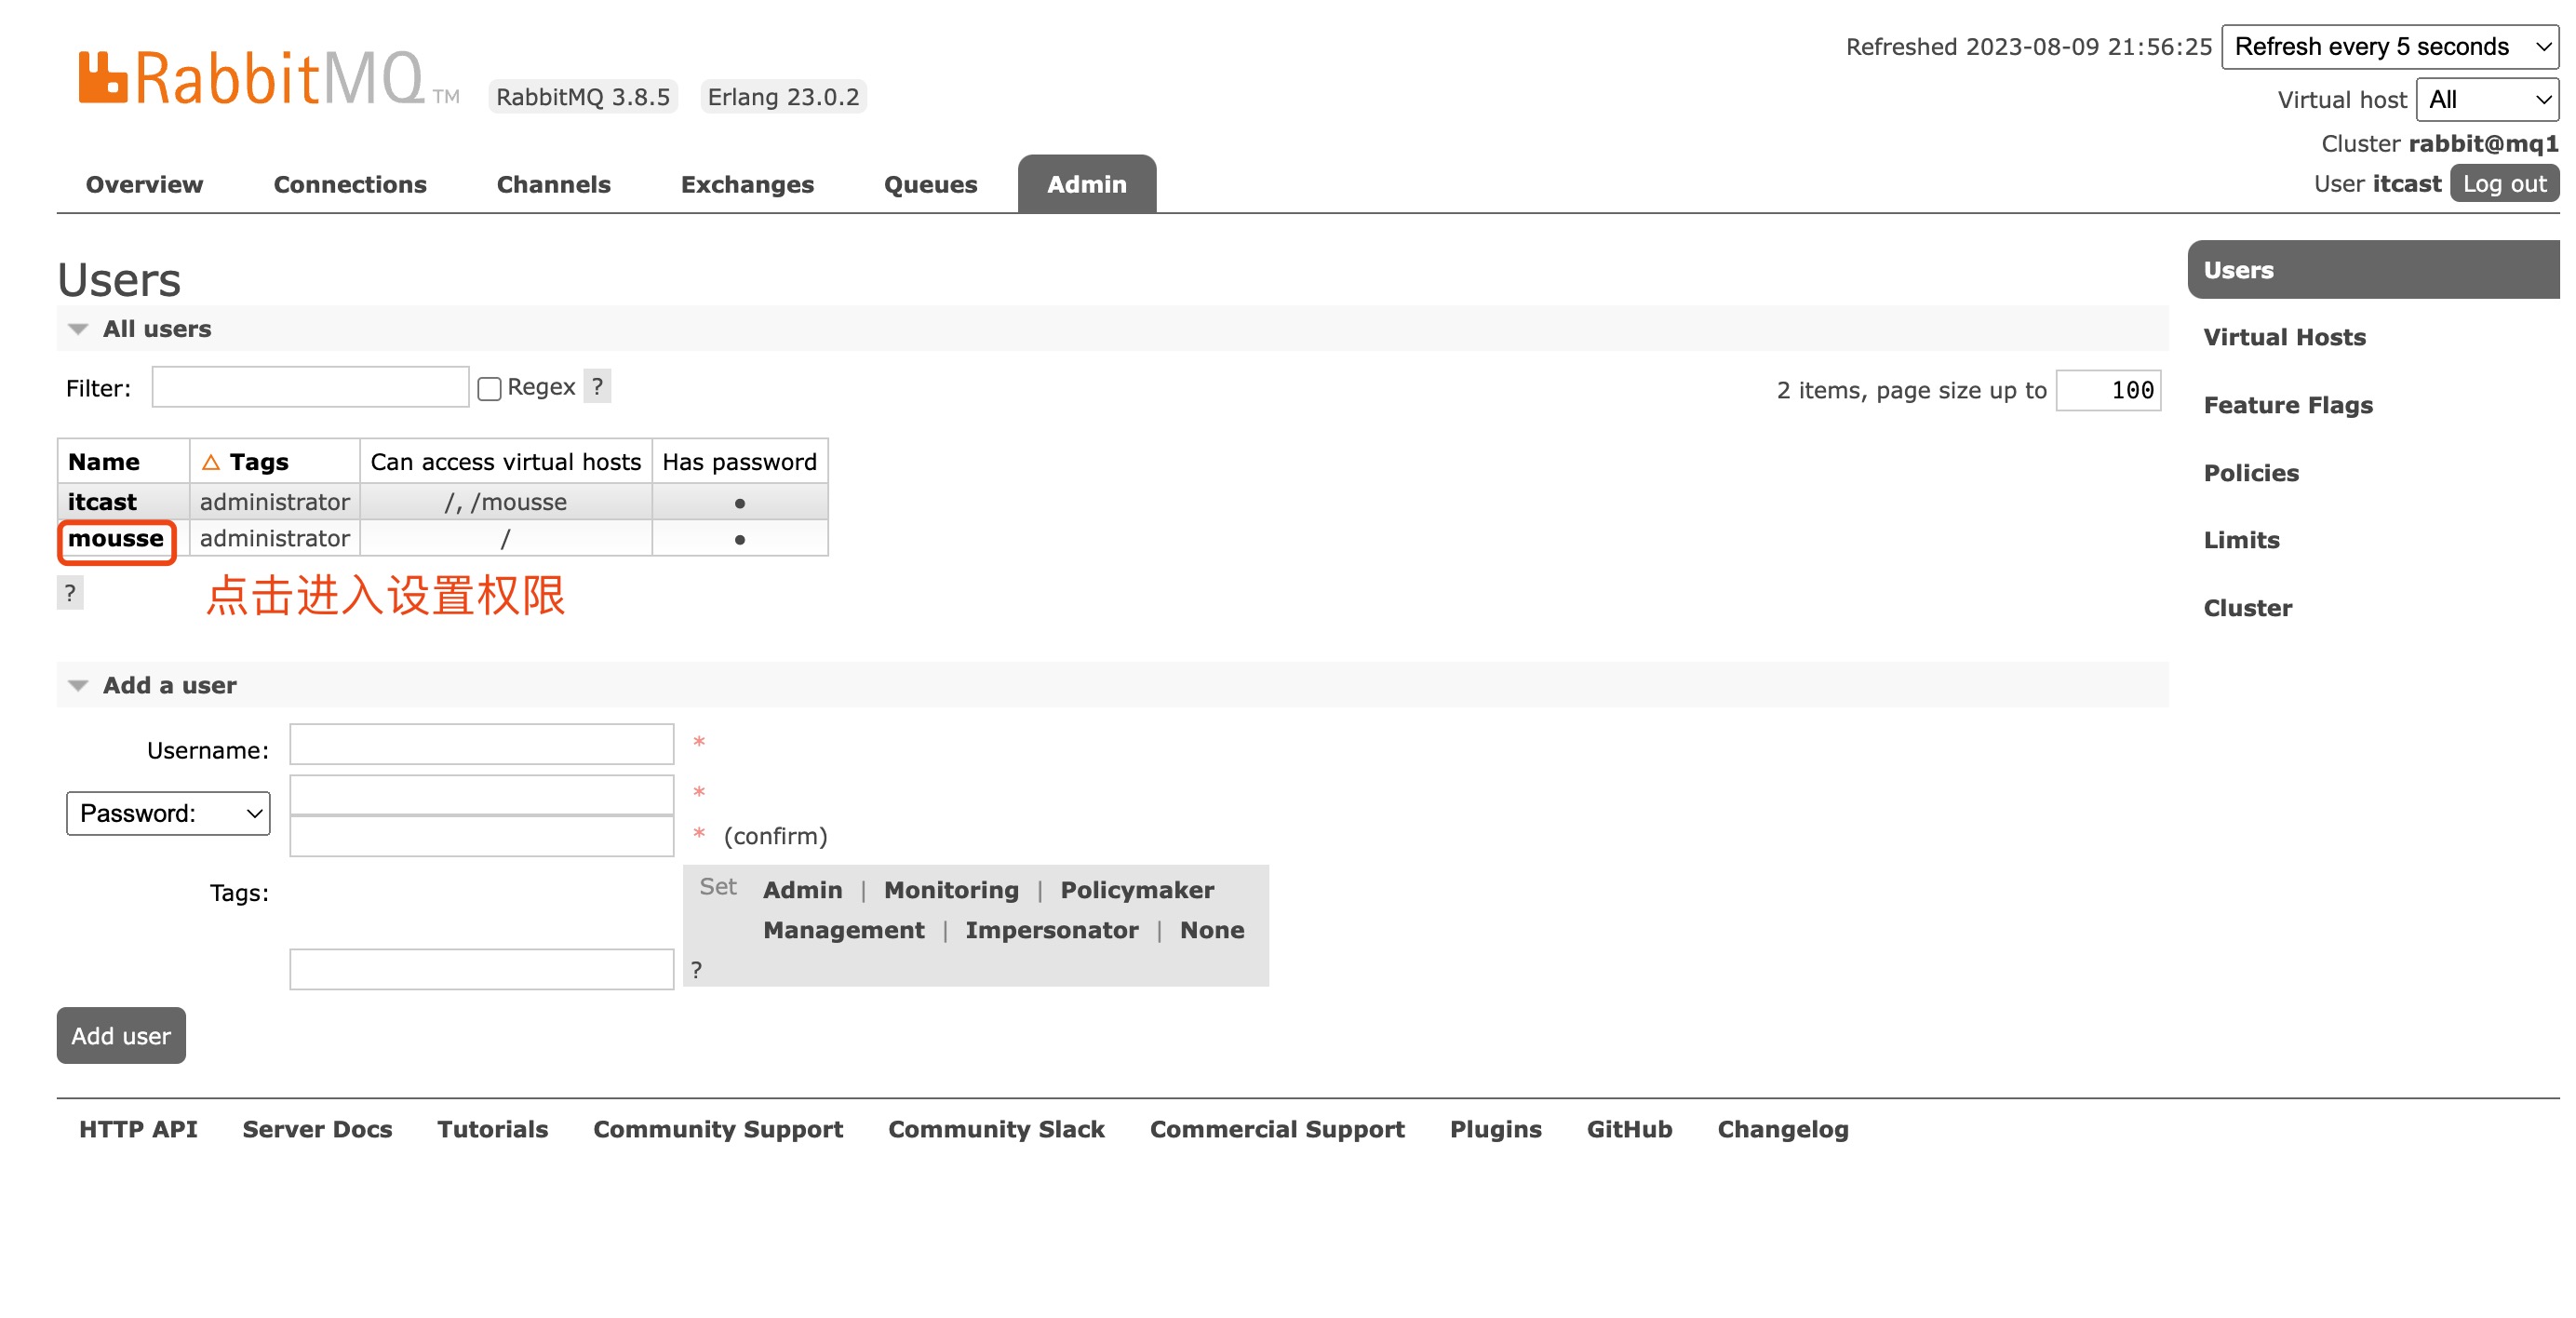 Refreshed 2023-08-09 21:56:25 Refresh every 5 seconds
RabbitMQ TM RabbitMQ 3.8.5 Erlang 23.0.2
Virtual host All
Cluster rabbit@mq1
User itcast Log out
Overview Connections Channels Exchanges Queues Admin
Users
All users
Filter: Regex ? 2 items, page size up to 100
Name △ Tags Can access virtual hosts Has password
itcast administrator /, /mousse ●
mousse administrator / ●
?
点击进入设置权限
Add a user
Username: *
Password: *
* (confirm)
Tags: Set Admin | Monitoring | Policymaker
Management | Impersonator | None
?
Add user
Users
Virtual Hosts
Feature Flags
Policies
Limits
Cluster
HTTP API Server Docs Tutorials Community Support Community Slack Commercial Support Plugins GitHub Changelog